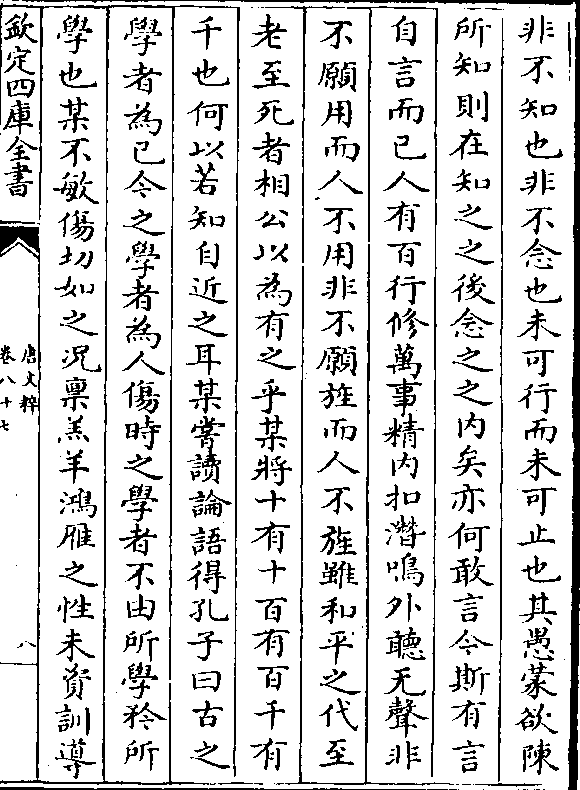 非不知也非不念也未可行而未可止也其愚蒙欲陳
所知則在知之之後念之之内矣亦何敢言今斯有言
自言而已人有百行修萬事精内扣潛鳴外聽无聲非
不願用而人不用非不願旌而人不旌雖和平之代至
老至死者相公以為有之乎某將十有十百有百千有
千也何以若知自近之耳某嘗讀論語得孔子曰古之
學者為已今之學者為人傷時之學者不由所學矜所
學也某不敏傷切如之况稟羔羊鴻雁之性未資訓導
欽定四庫全書
唐文粹
卷八十七
八